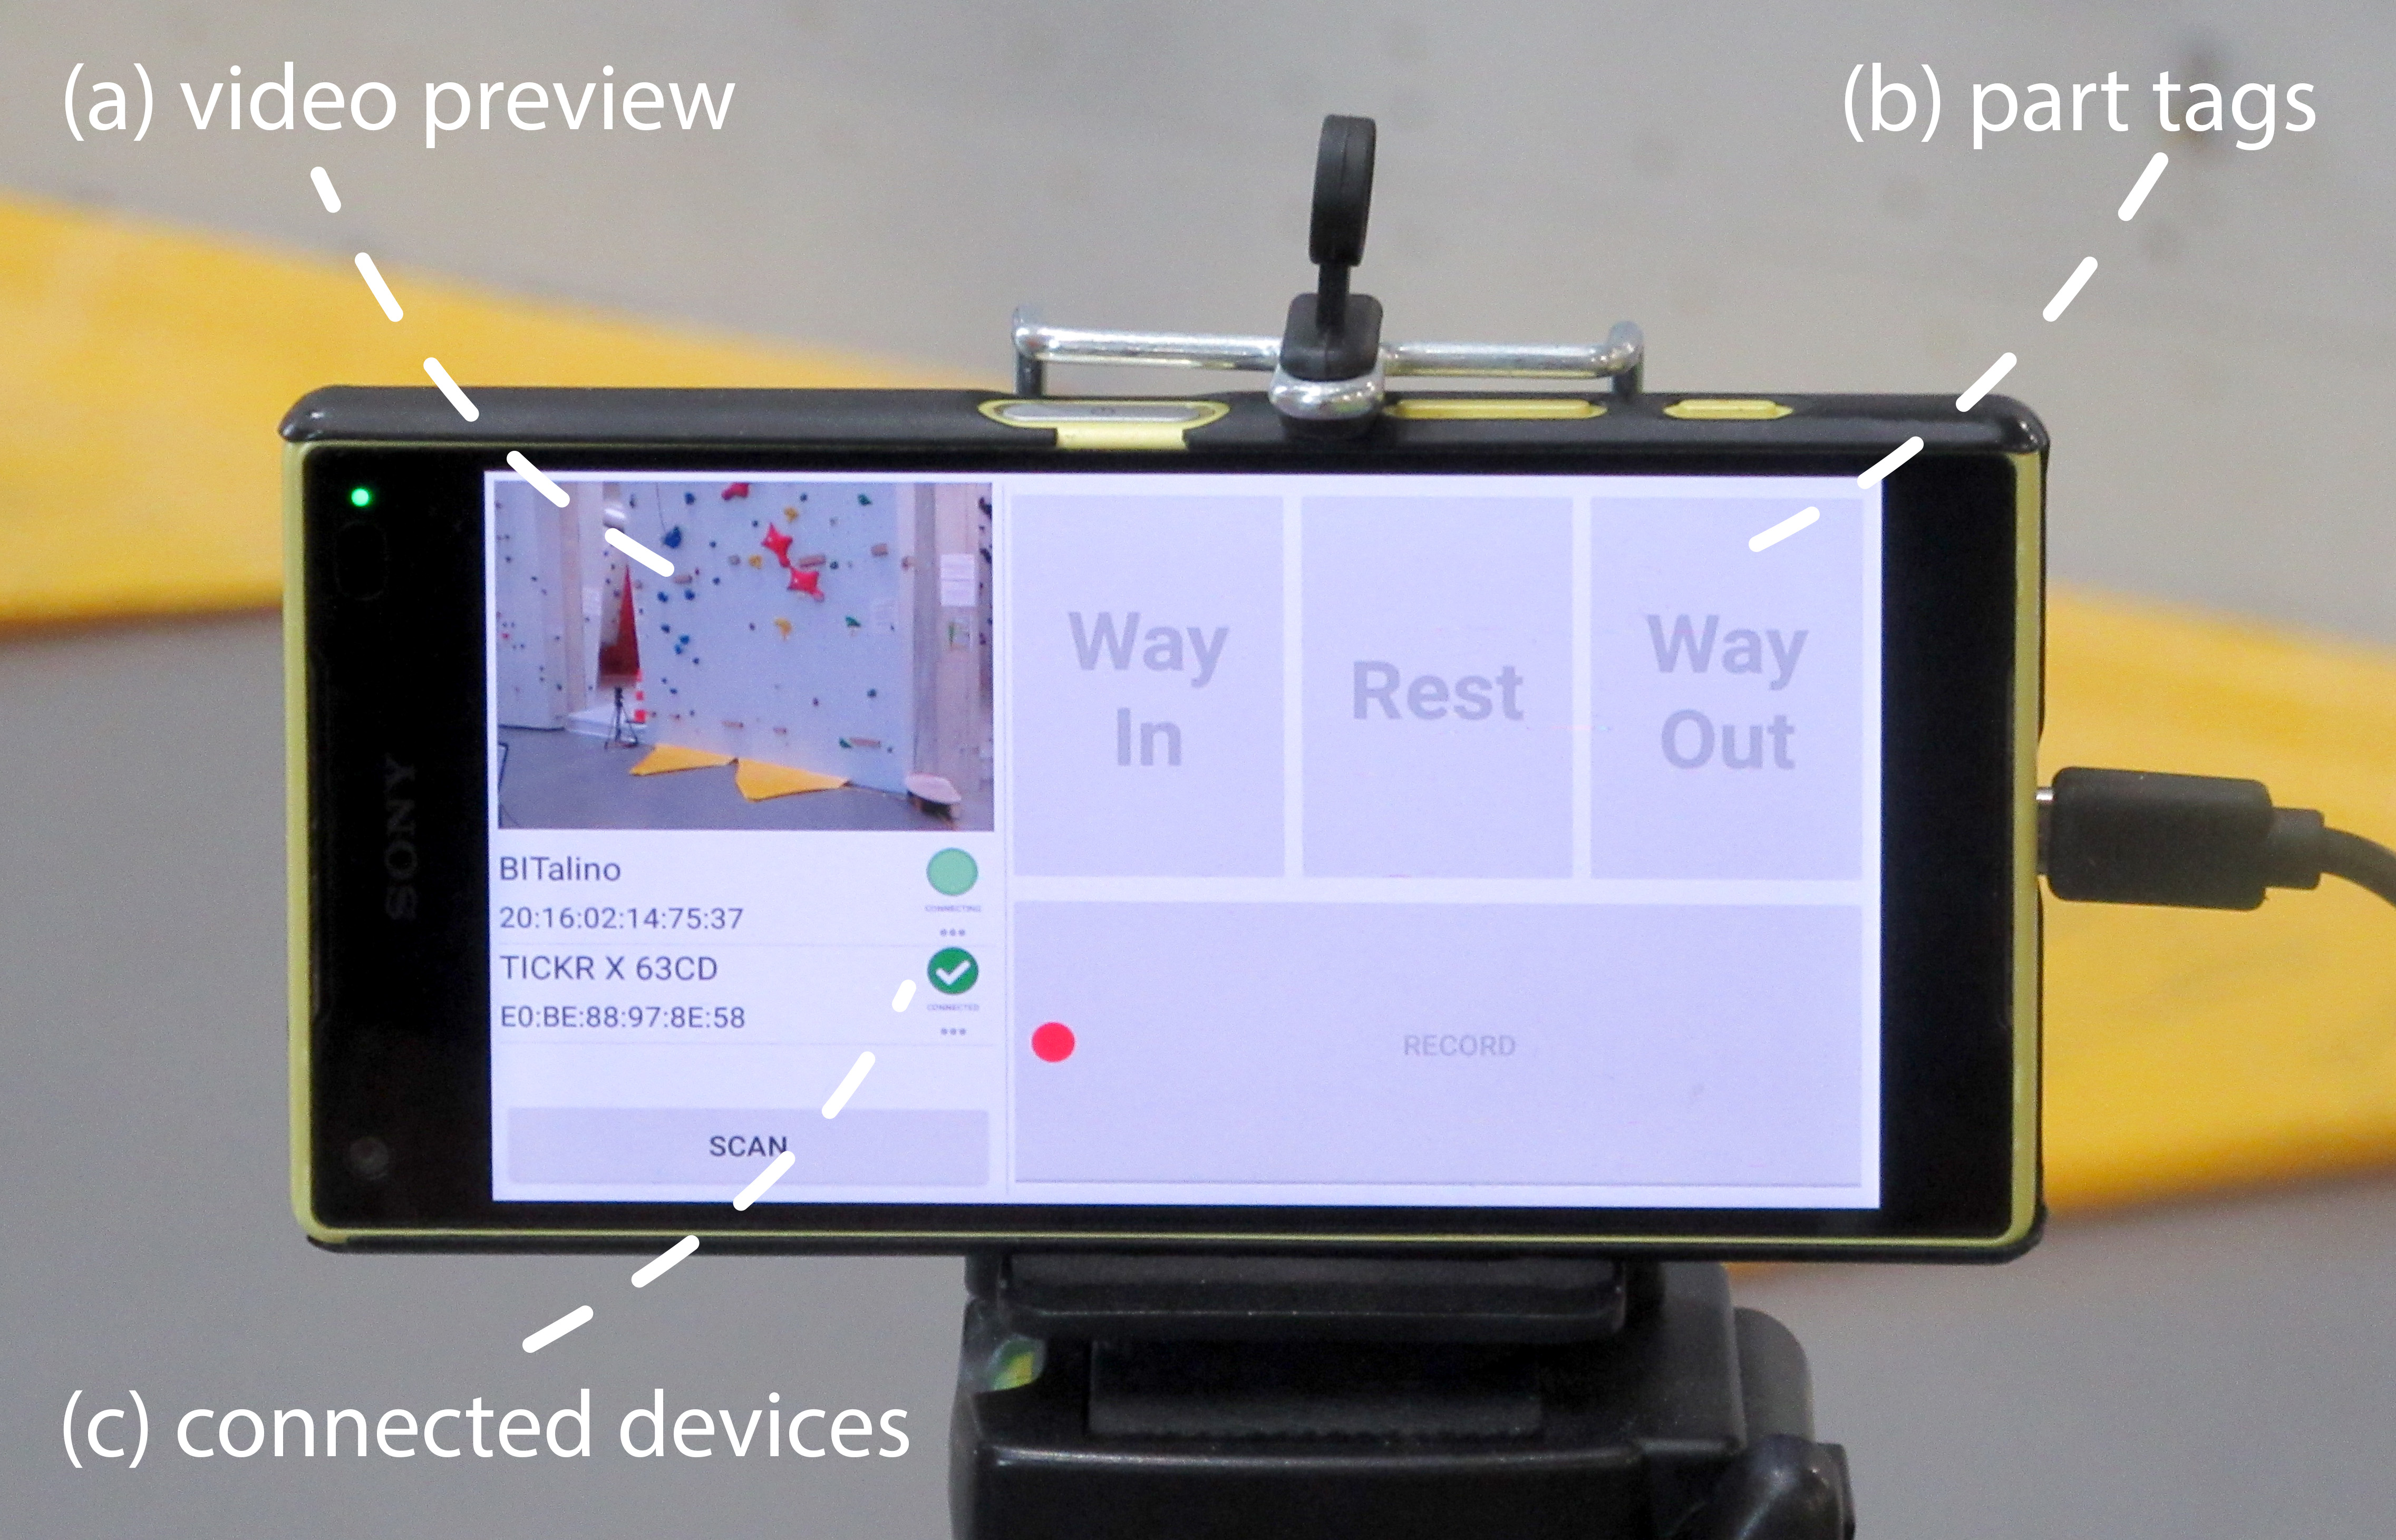 (a) video preview
(b) part tags
SONY
BITalino
CONNECTING
20:16:02:14:75:37
TICKR X 63CD
CONNECTED
E0:BE:88:97:8E:58
SCAN
Way
In
Rest
Way
Out
RECORD
(c) connected devices